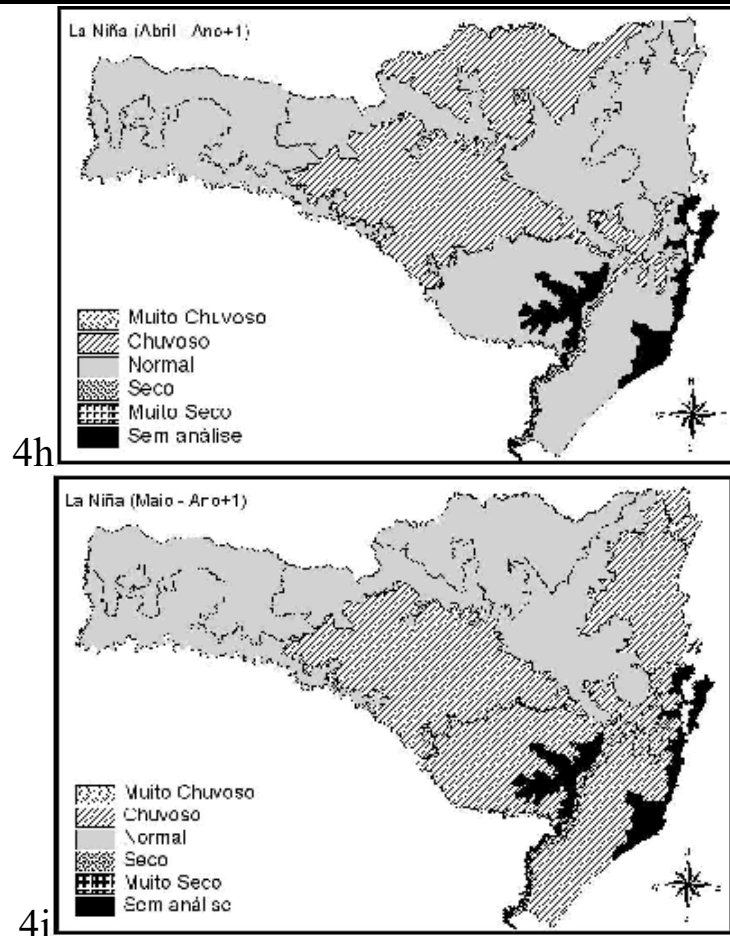 La Niña (Abril - Ano+1)
Muito Chuvoso
Chuvoso
Normal
Seco
Muito Seco
Sem análise
N
4h
La Niña (Maio - Ano+1)
Muito Chuvoso
Chuvoso
Normal
Seco
Muito Seco
Sem análise
4i